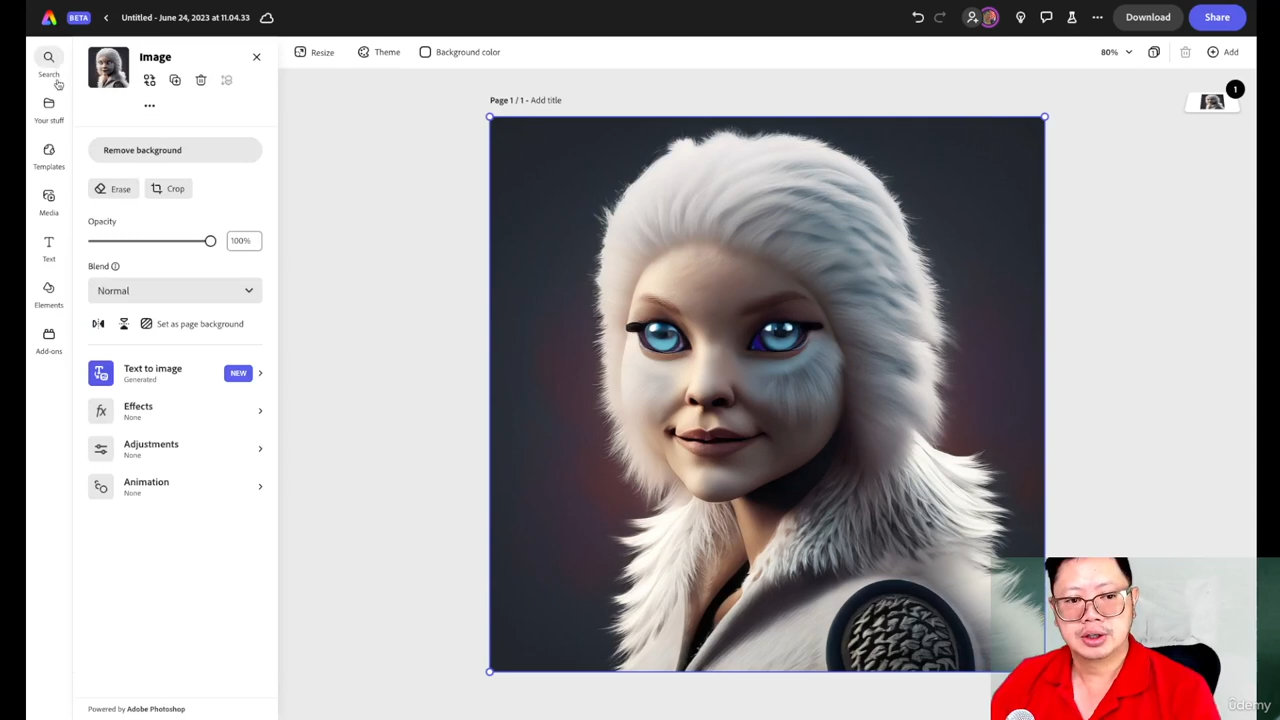 BETA
Untitled - June 24, 2023 at 11.04.33
Download
Share
Search
Your stuff
Templates
Media
Text
Elements
Add-ons
Image
Remove background
Erase
Crop
Opacity
100%
Blend
Normal
Set as page background
Text to image
Generated
NEW
Effects
None
Adjustments
None
Animation
None
Powered by Adobe Photoshop
Resize
Theme
Background color
80%
1
Add
Page 1 / 1 - Add title
1
ûdemy